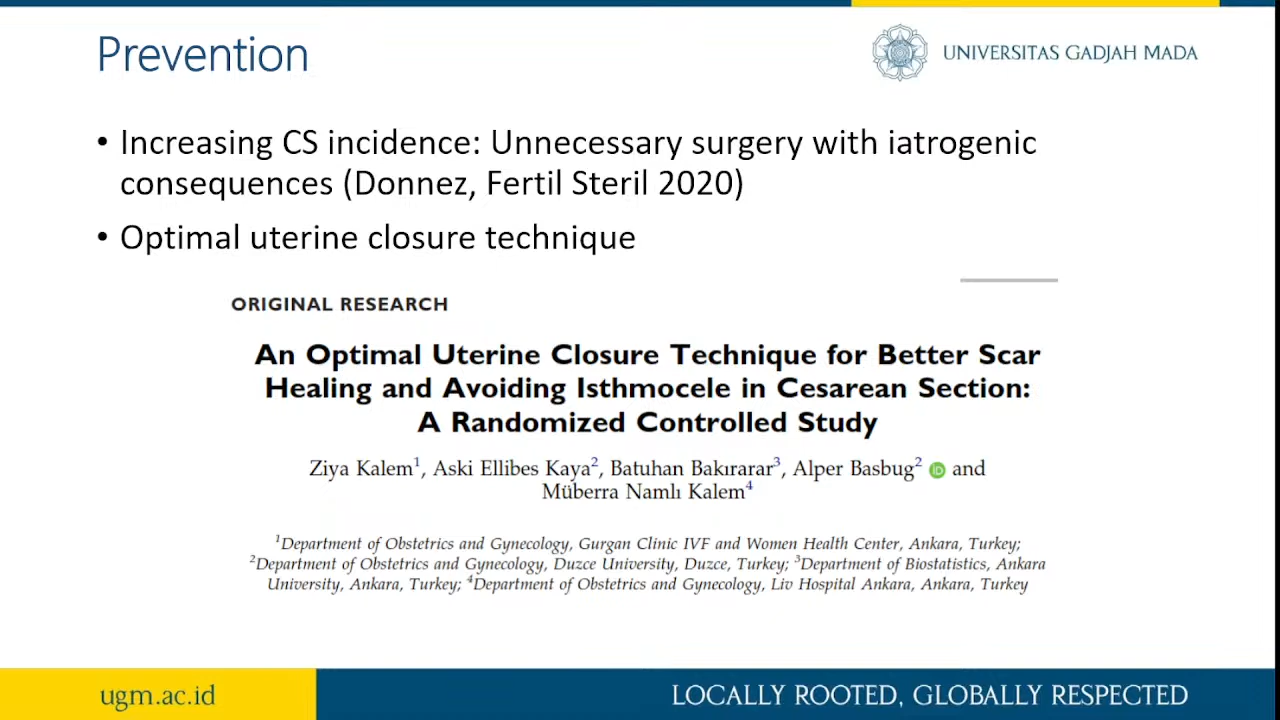 Prevention
UNIVERSITAS GADJAH MADA
• Increasing CS incidence: Unnecessary surgery with iatrogenic
consequences (Donnez, Fertil Steril 2020)
• Optimal uterine closure technique
ORIGINAL RESEARCH
An Optimal Uterine Closure Technique for Better Scar
Healing and Avoiding Isthmocele in Cesarean Section:
A Randomized Controlled Study
Ziya Kalem¹, Aski Ellibes Kaya², Batuhan Bakırarar³, Alper Basbug² iD and
Müberra Namlı Kalem⁴
¹Department of Obstetrics and Gynecology, Gurgan Clinic IVF and Women Health Center, Ankara, Turkey;
²Department of Obstetrics and Gynecology, Duzce University, Duzce, Turkey; ³Department of Biostatistics, Ankara
University, Ankara, Turkey; ⁴Department of Obstetrics and Gynecology, Liv Hospital Ankara, Ankara, Turkey
ugm.ac.id
LOCALLY ROOTED, GLOBALLY RESPECTED